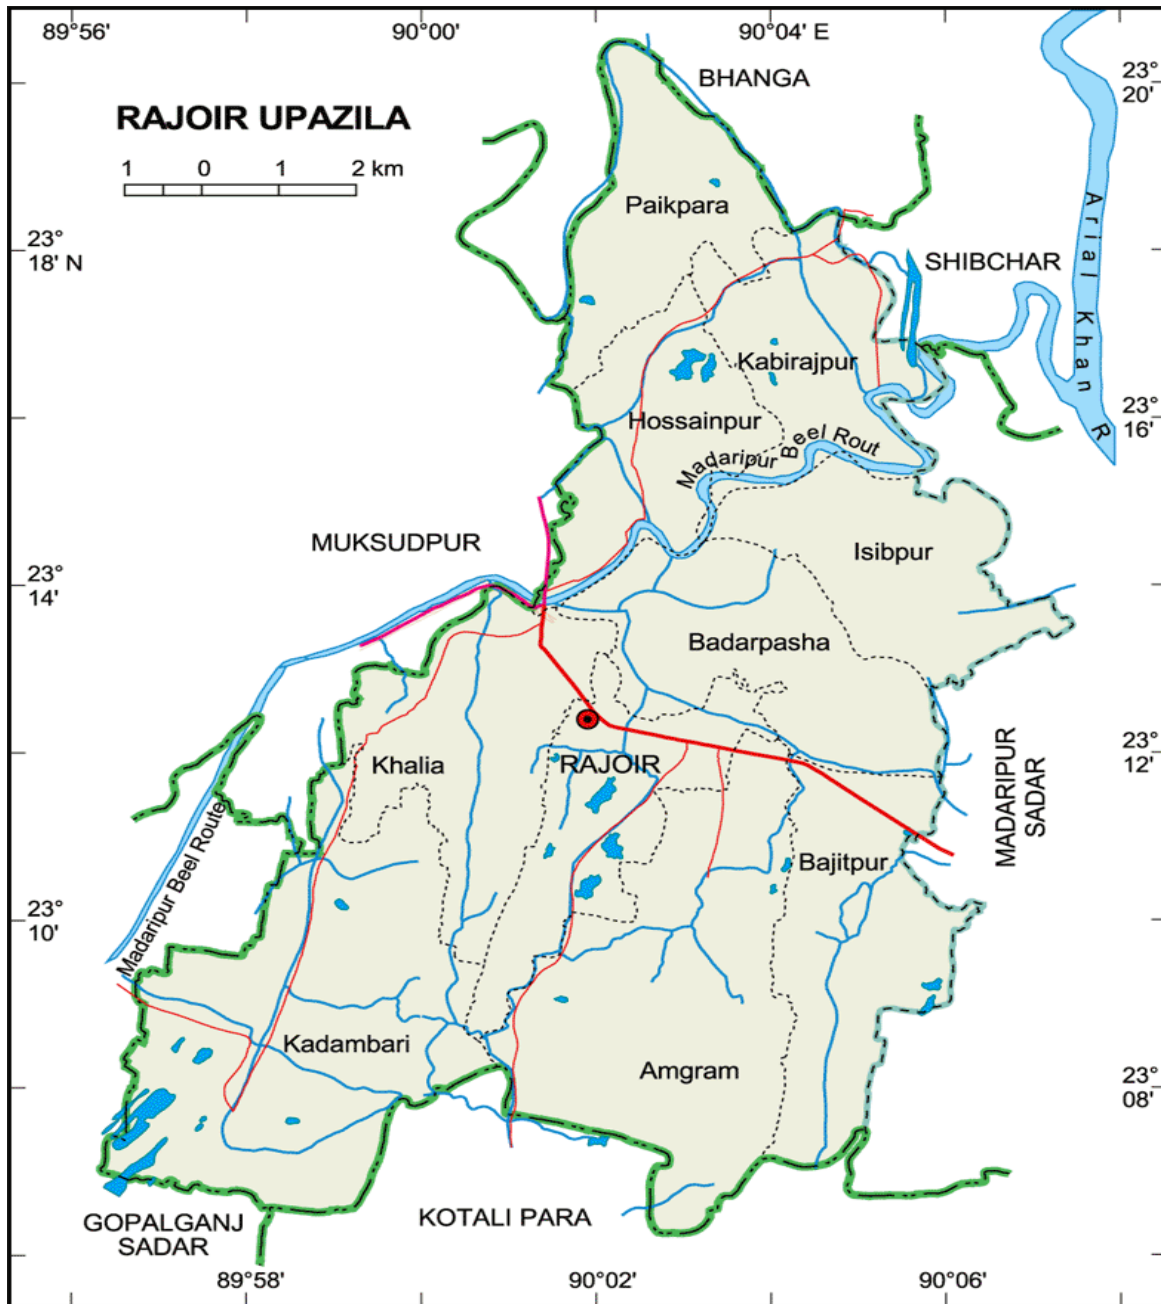 89°56'
90°00'
90°04' E
BHANGA
23°
20'
RAJOIR UPAZILA
1 0 1 2 km
Paikpara
Arial Khan R
23°
18' N
SHIBCHAR
Kabirajpur
Hossainpur
23°
16'
Madaripur Beel Rout
MUKSUDPUR
Isibpur
23°
14'
Badarpasha
Khalia
RAJOIR
MADARIPUR
SADAR
23°
12'
Madaripur Beel Route
Bajitpur
23°
10'
Kadambari
Amgram
23°
08'
GOPALGANJ
SADAR
KOTALI PARA
89°58'
90°02'
90°06'